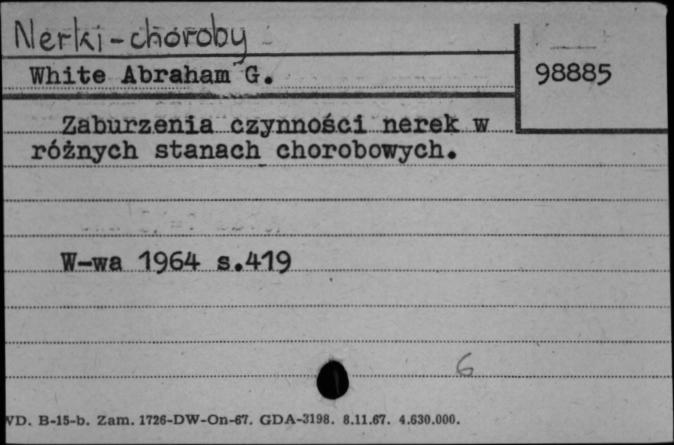 Nerki-choroby
White Abraham G.
98885
Zaburzenia czynności nerek w
różnych stanach chorobowych.
W-wa 1964 s.419
6
VD. B-15-b. Zam. 1726-DW-On-67. GDA-3198. 8.11.67. 4.630.000.